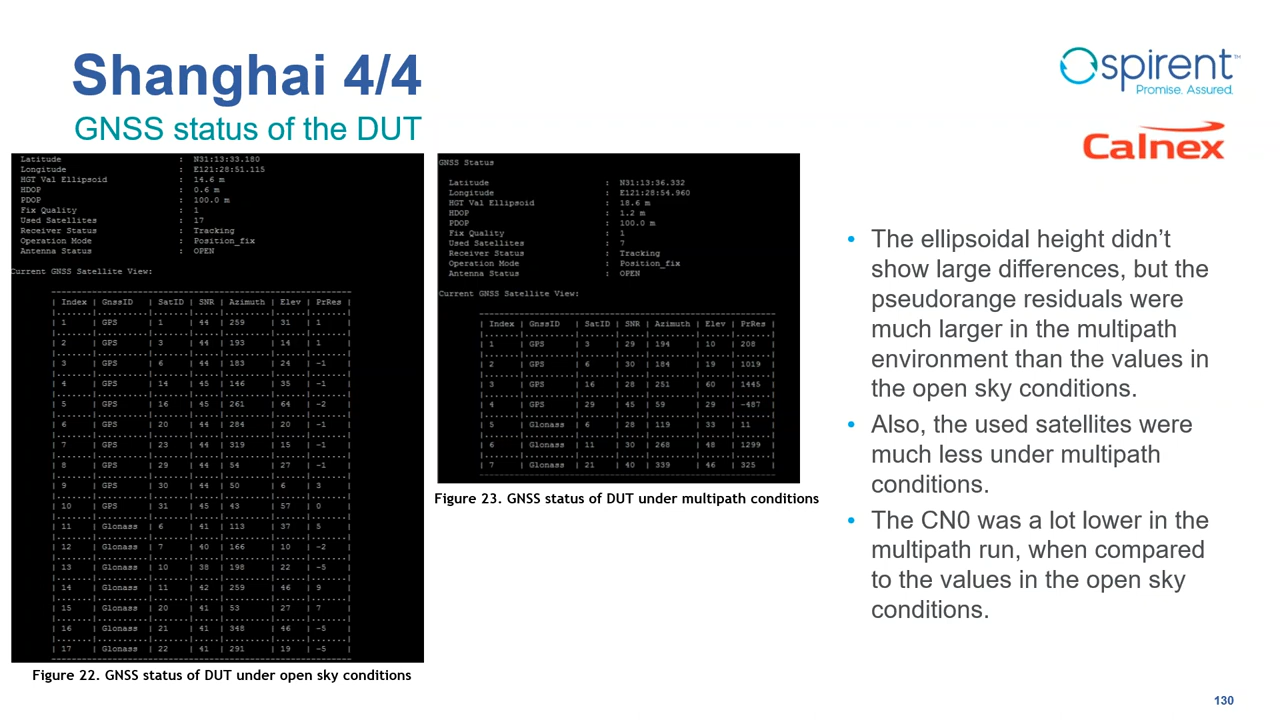 Shanghai 4/4
GNSS status of the DUT
spirent™
Promise. Assured.
Calnex
Latitude : N31:13:33.180
Longitude : E121:28:51.115
HGT Val Ellipsoid : 14.6 m
HDOP : 0.6 m
PDOP : 100.0 m
Fix Quality : 1
Used Satellites : 17
Receiver Status : Tracking
Operation Mode : Position_fix
Antenna Status : OPEN
Current GNSS Satellite View:
| Index | GnssID | SatID | SNR | Azimuth | Elev | PrRes |
| 1 | GPS | 1 | 44 | 259 | 31 | 1 |
| 2 | GPS | 3 | 44 | 193 | 14 | 1 |
| 3 | GPS | 6 | 44 | 183 | 24 | -1 |
| 4 | GPS | 14 | 45 | 146 | 35 | -1 |
| 5 | GPS | 16 | 45 | 261 | 64 | -2 |
| 6 | GPS | 20 | 44 | 284 | 20 | -1 |
| 7 | GPS | 23 | 44 | 319 | 15 | -1 |
| 8 | GPS | 29 | 44 | 54 | 27 | -1 |
| 9 | GPS | 30 | 44 | 50 | 6 | 3 |
| 10 | GPS | 31 | 45 | 43 | 57 | 0 |
| 11 | Glonass | 6 | 41 | 113 | 37 | 5 |
| 12 | Glonass | 7 | 40 | 166 | 10 | -2 |
| 13 | Glonass | 10 | 38 | 198 | 22 | -5 |
| 14 | Glonass | 11 | 42 | 259 | 46 | 9 |
| 15 | Glonass | 20 | 41 | 53 | 27 | 7 |
| 16 | Glonass | 21 | 41 | 348 | 46 | -5 |
| 17 | Glonass | 22 | 41 | 291 | 19 | -5 |
Figure 22. GNSS status of DUT under open sky conditions
GNSS Status
Latitude : N31:13:36.332
Longitude : E121:28:54.960
HGT Val Ellipsoid : 18.6 m
HDOP : 1.2 m
PDOP : 100.0 m
Fix Quality : 1
Used Satellites : 7
Receiver Status : Tracking
Operation Mode : Position_fix
Antenna Status : OPEN
Current GNSS Satellite View:
| Index | GnssID | SatID | SNR | Azimuth | Elev | PrRes |
| 1 | GPS | 3 | 29 | 194 | 10 | 208 |
| 2 | GPS | 6 | 30 | 184 | 19 | 1019 |
| 3 | GPS | 16 | 28 | 251 | 60 | 1445 |
| 4 | GPS | 29 | 45 | 59 | 29 | -487 |
| 5 | Glonass | 6 | 28 | 119 | 33 | 11 |
| 6 | Glonass | 11 | 30 | 268 | 48 | 1299 |
| 7 | Glonass | 21 | 40 | 339 | 46 | 325 |
Figure 23. GNSS status of DUT under multipath conditions
• The ellipsoidal height didn't
show large differences, but the
pseudorange residuals were
much larger in the multipath
environment than the values in
the open sky conditions.
• Also, the used satellites were
much less under multipath
conditions.
• The CN0 was a lot lower in the
multipath run, when compared
to the values in the open sky
conditions.
130